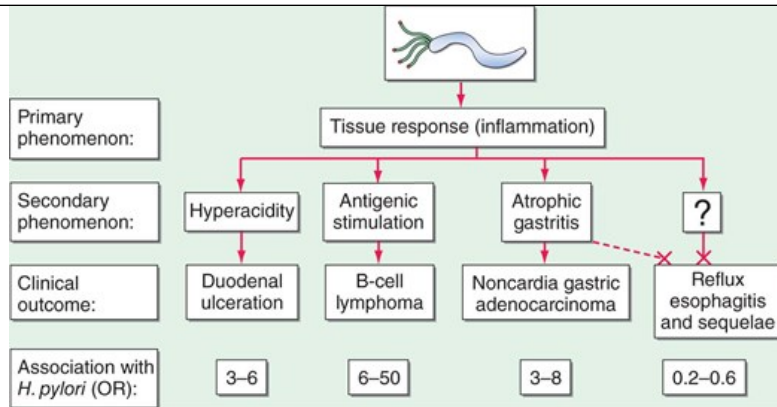 Primary
phenomenon:
Tissue response (inflammation)
Secondary
phenomenon:
Hyperacidity
Antigenic
stimulation
Atrophic
gastritis
?
Clinical
outcome:
Duodenal
ulceration
B-cell
lymphoma
Noncardia gastric
adenocarcinoma
Reflux
esophagitis
and sequelae
Association with
H. pylori (OR):
3–6
6–50
3–8
0.2–0.6